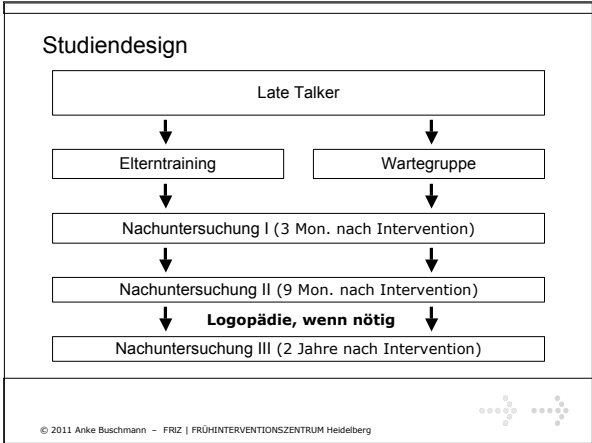 Studiendesign
Late Talker
Elterntraining
Wartegruppe
Nachuntersuchung I (3 Mon. nach Intervention)
Nachuntersuchung II (9 Mon. nach Intervention)
Logopädie, wenn nötig
Nachuntersuchung III (2 Jahre nach Intervention)
© 2011 Anke Buschmann – FRIZ | FRÜHINTERVENTIONSZENTRUM Heidelberg